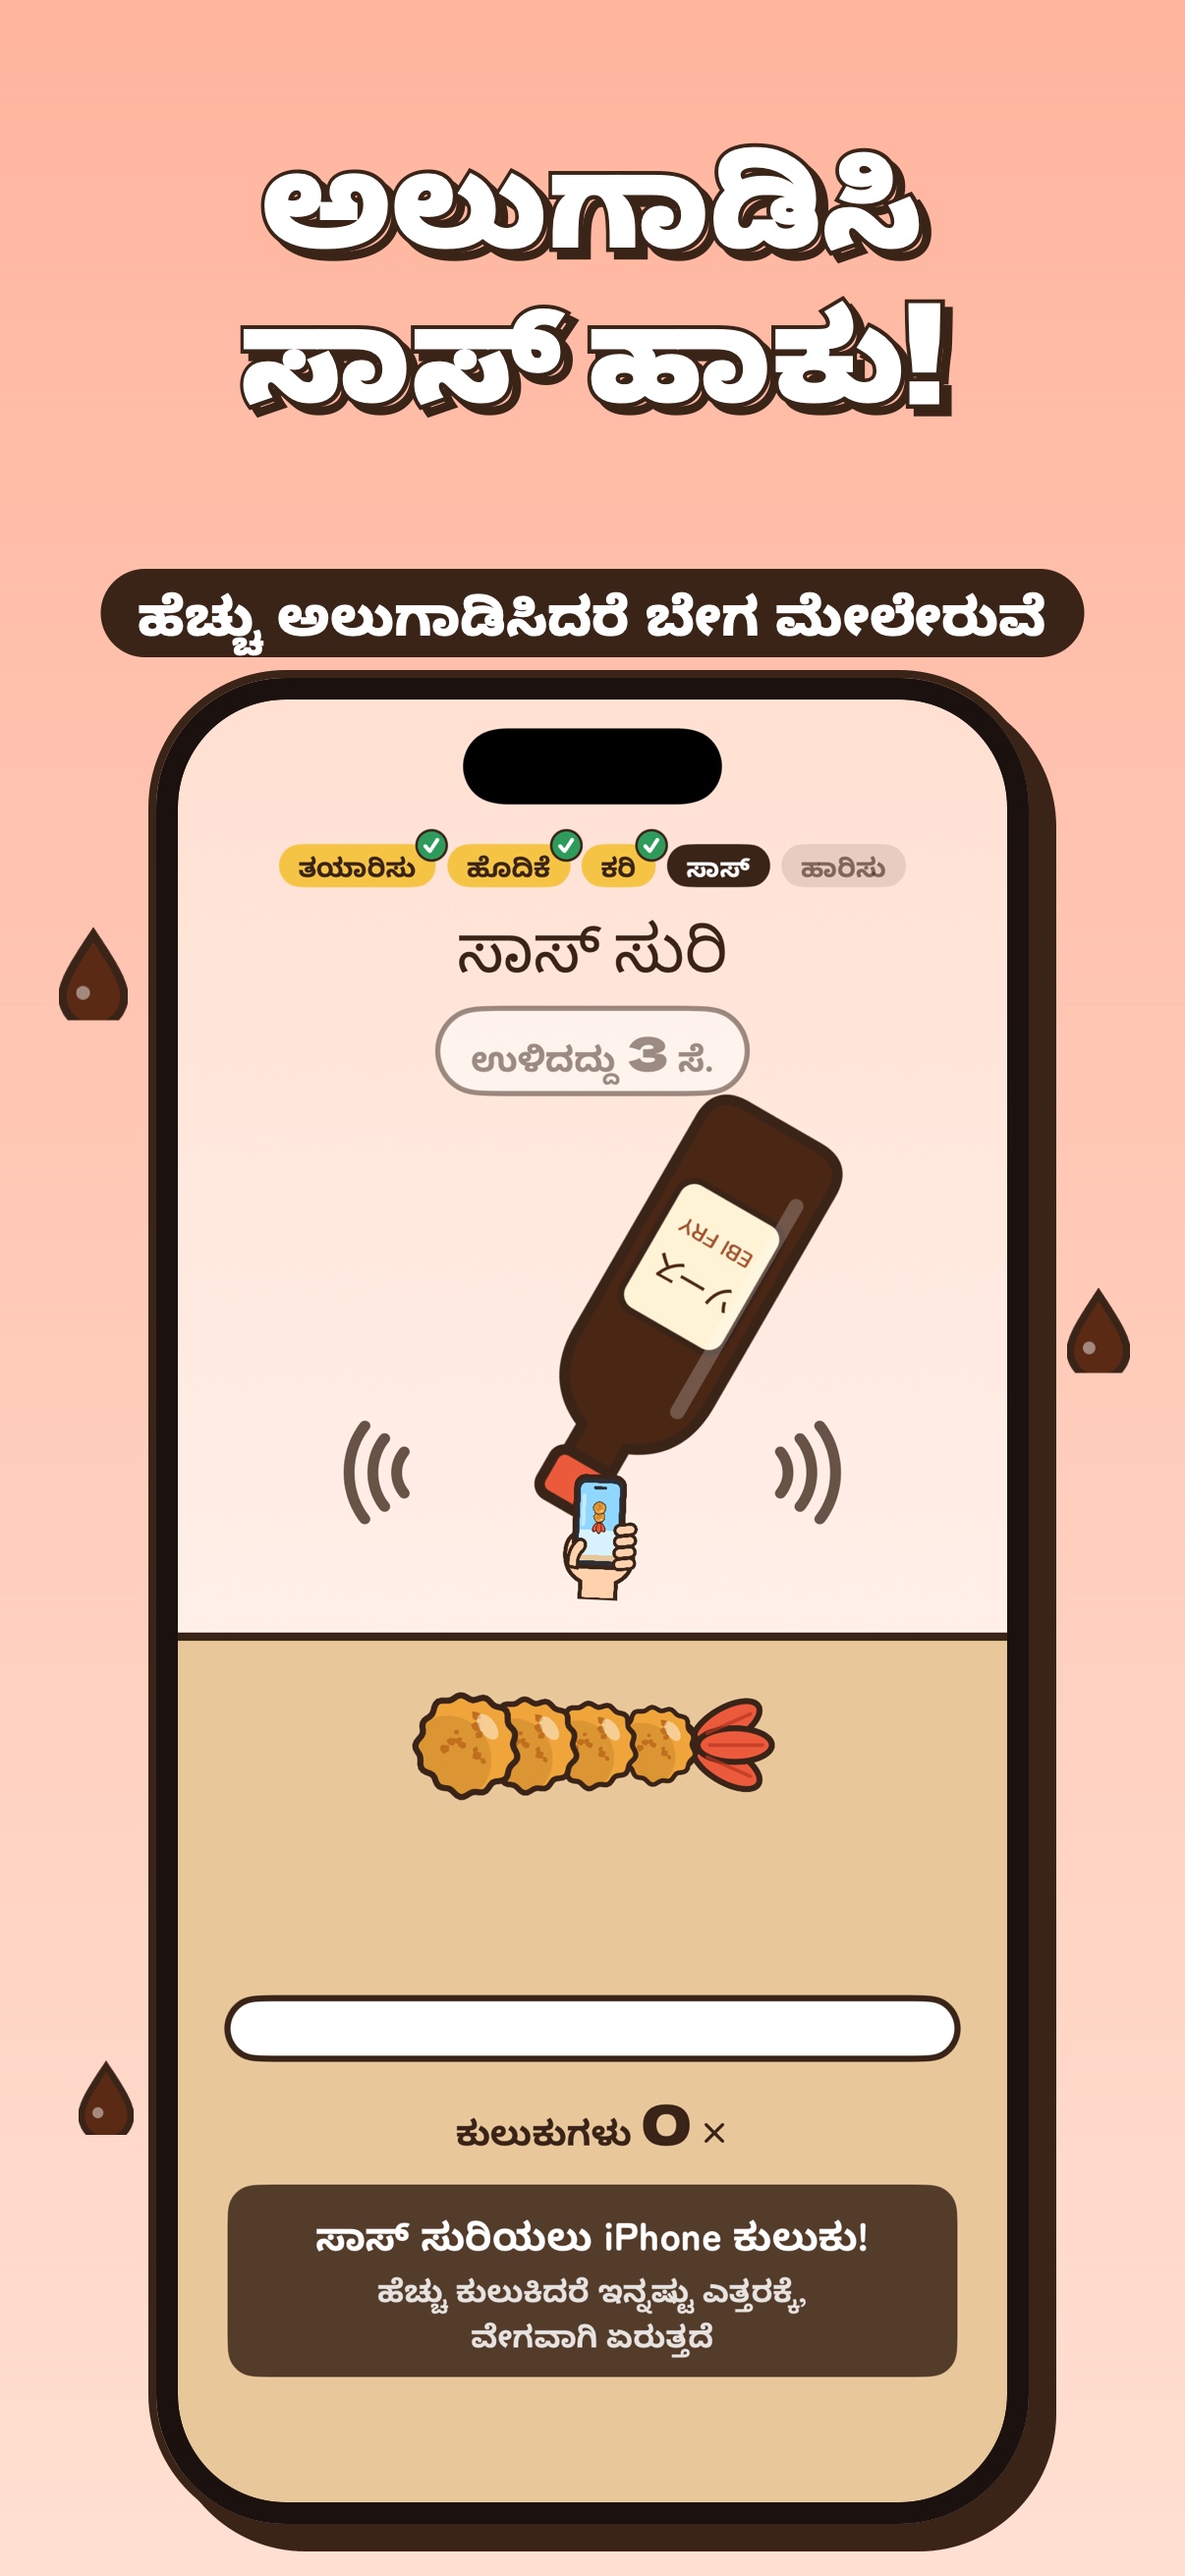 ಅಲುಗಾಡಿಸಿ
ಸಾಸ್ ಹಾಕು!
ಹೆಚ್ಚು ಅಲುಗಾಡಿಸಿದರೆ ಬೇಗ ಮೇಲೇರುವೆ
ತಯಾರಿಸು ಹೊದಿಕೆ ಕರಿ ಸಾಸ್ ಹಾರಿಸು
ಸಾಸ್ ಸುರಿ
ಉಳಿದದ್ದು 3 ಸೆ.
ソース
EBI FRY
ಕುಲುಕುಗಳು 0 ×
ಸಾಸ್ ಸುರಿಯಲು iPhone ಕುಲುಕು!
ಹೆಚ್ಚು ಕುಲುಕಿದರೆ ಇನ್ನಷ್ಟು ಎತ್ತರಕ್ಕೆ,
ವೇಗವಾಗಿ ಏರುತ್ತದೆ